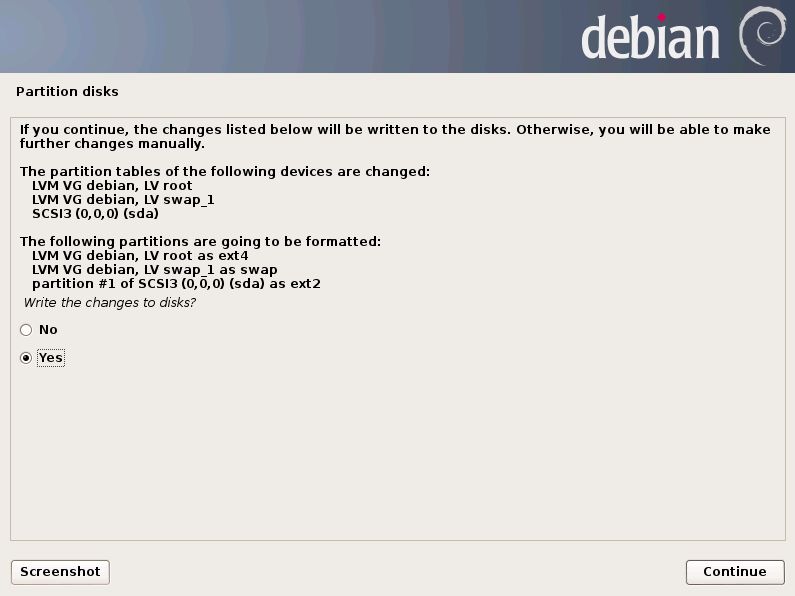 debian
Partition disks
If you continue, the changes listed below will be written to the disks. Otherwise, you will be able to make
further changes manually.
The partition tables of the following devices are changed:
LVM VG debian, LV root
LVM VG debian, LV swap_1
SCSI3 (0,0,0) (sda)
The following partitions are going to be formatted:
LVM VG debian, LV root as ext4
LVM VG debian, LV swap_1 as swap
partition #1 of SCSI3 (0,0,0) (sda) as ext2
Write the changes to disks?
No
Yes
Screenshot
Continue